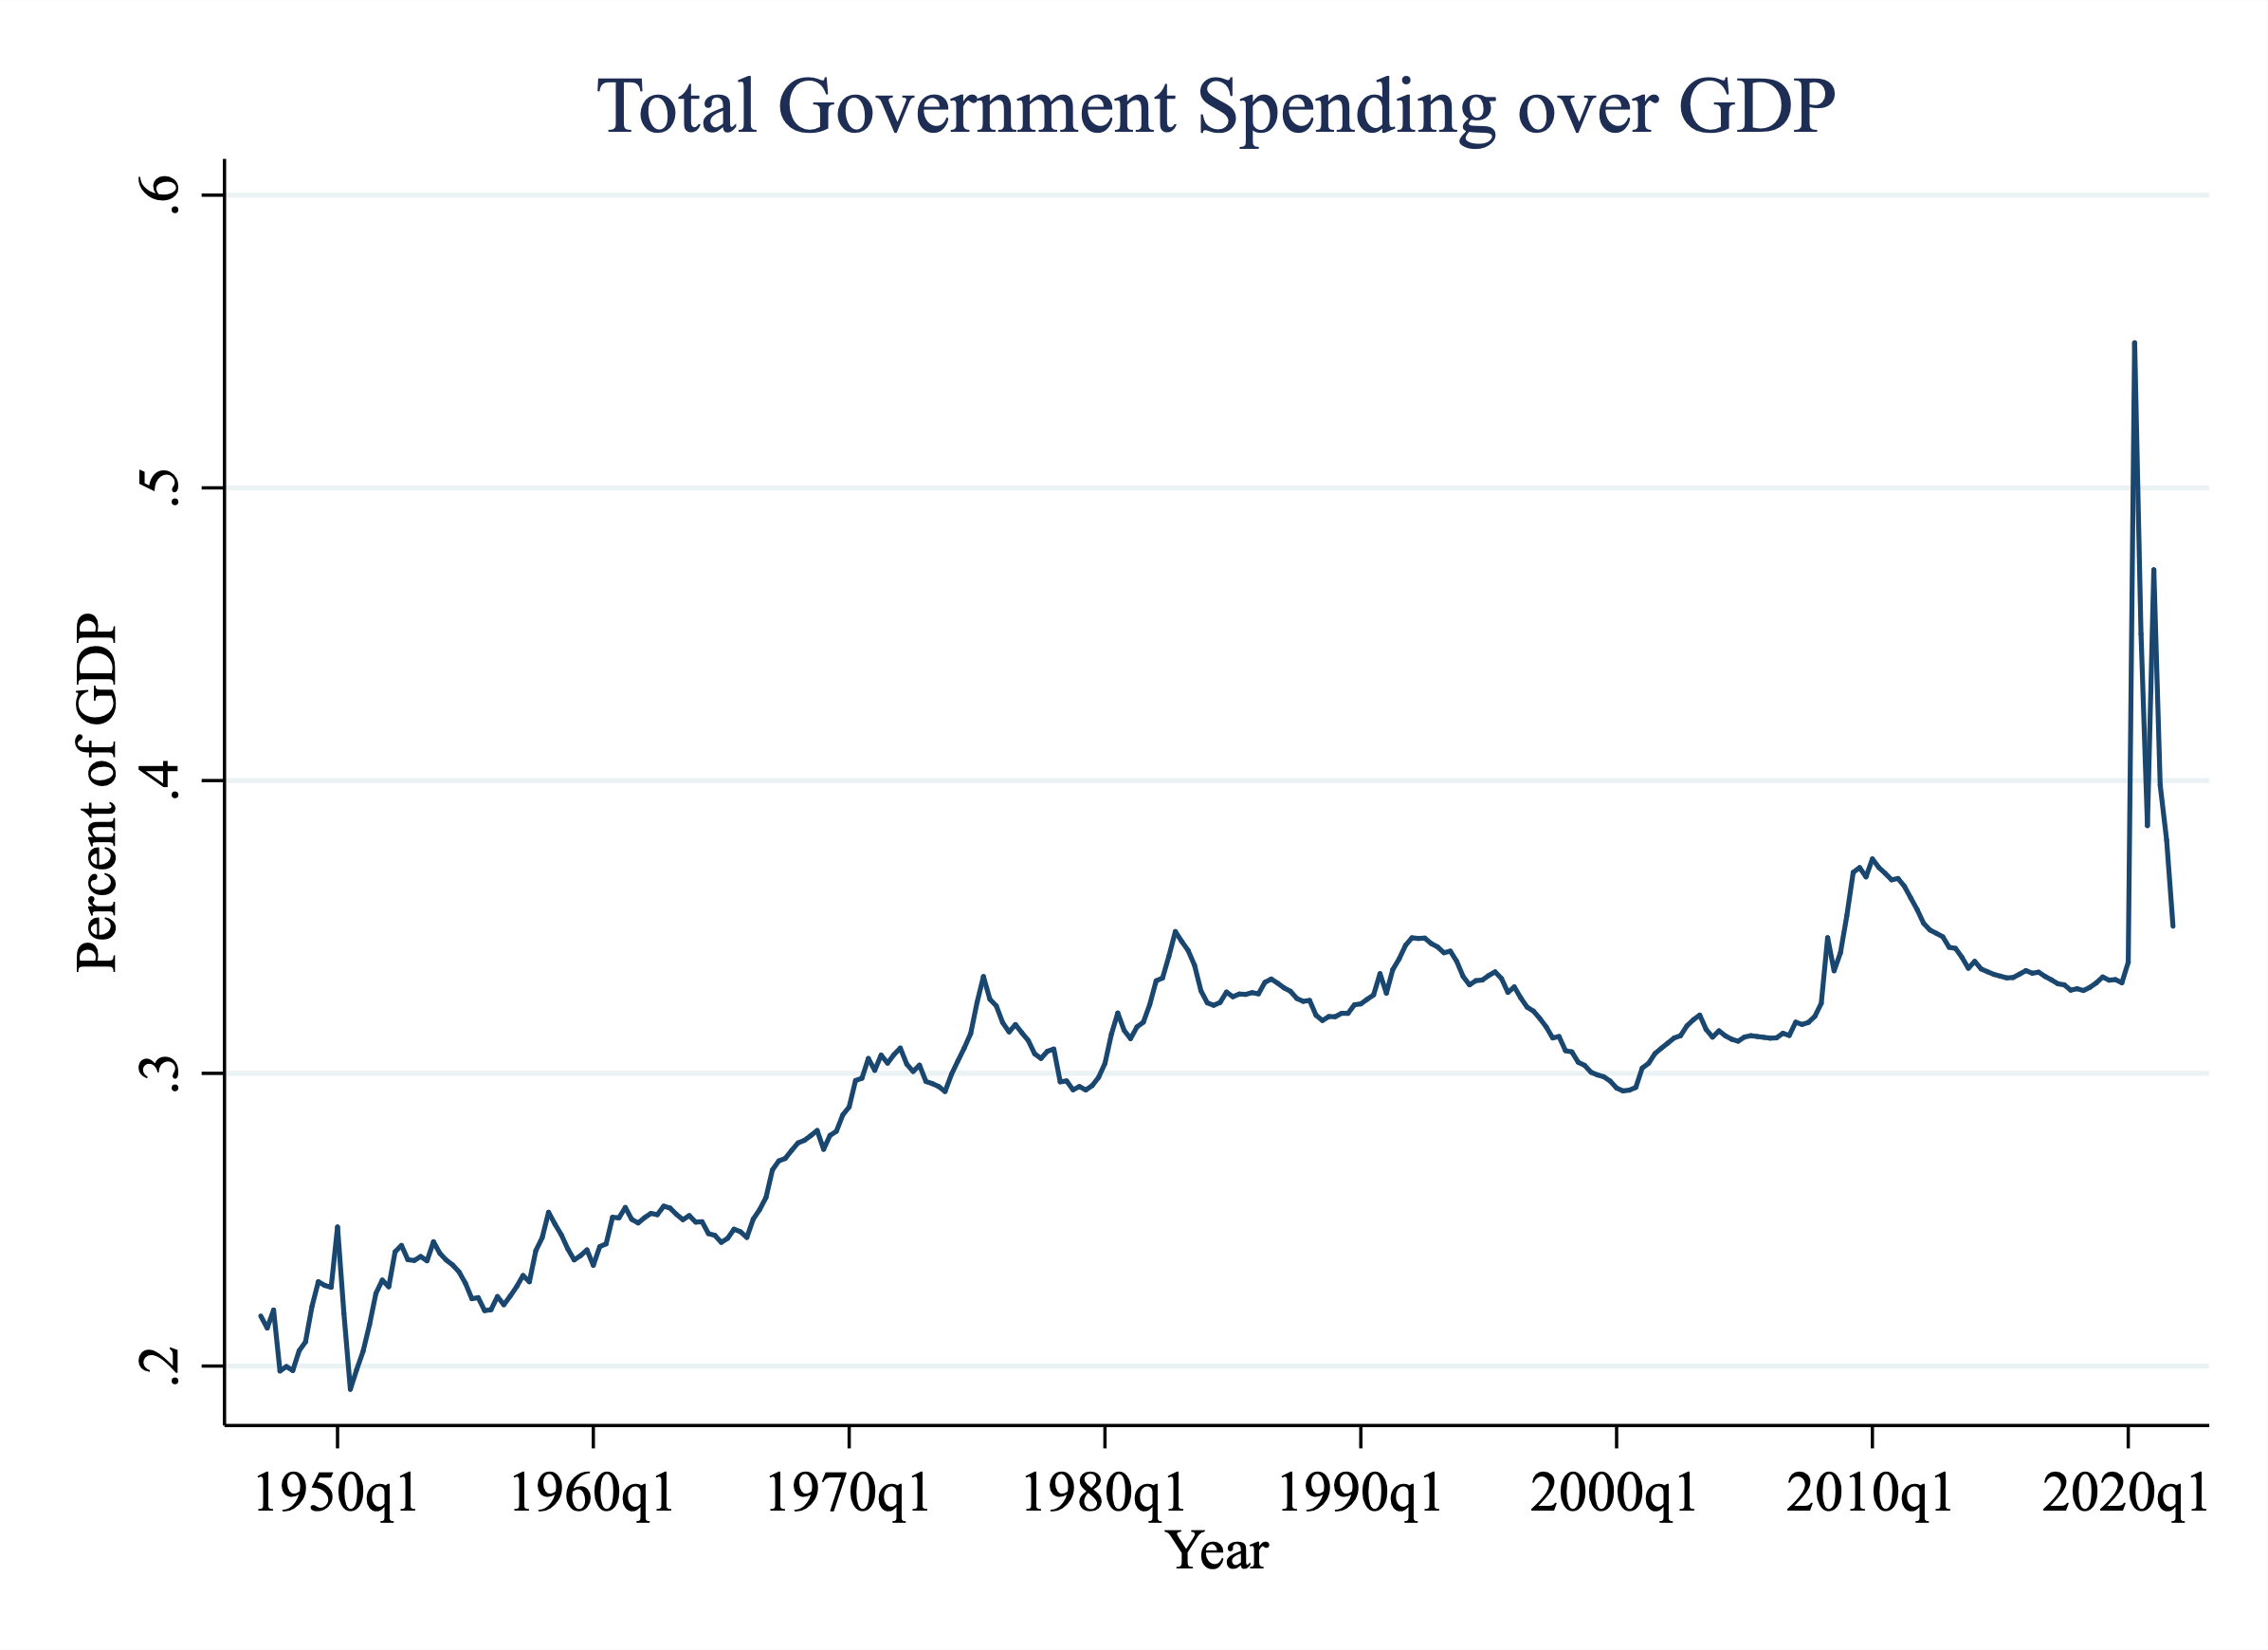 Total Government Spending over GDP
Percent of GDP
.6
.5
.4
.3
.2
1950q1 1960q1 1970q1 1980q1 1990q1 2000q1 2010q1 2020q1
Year